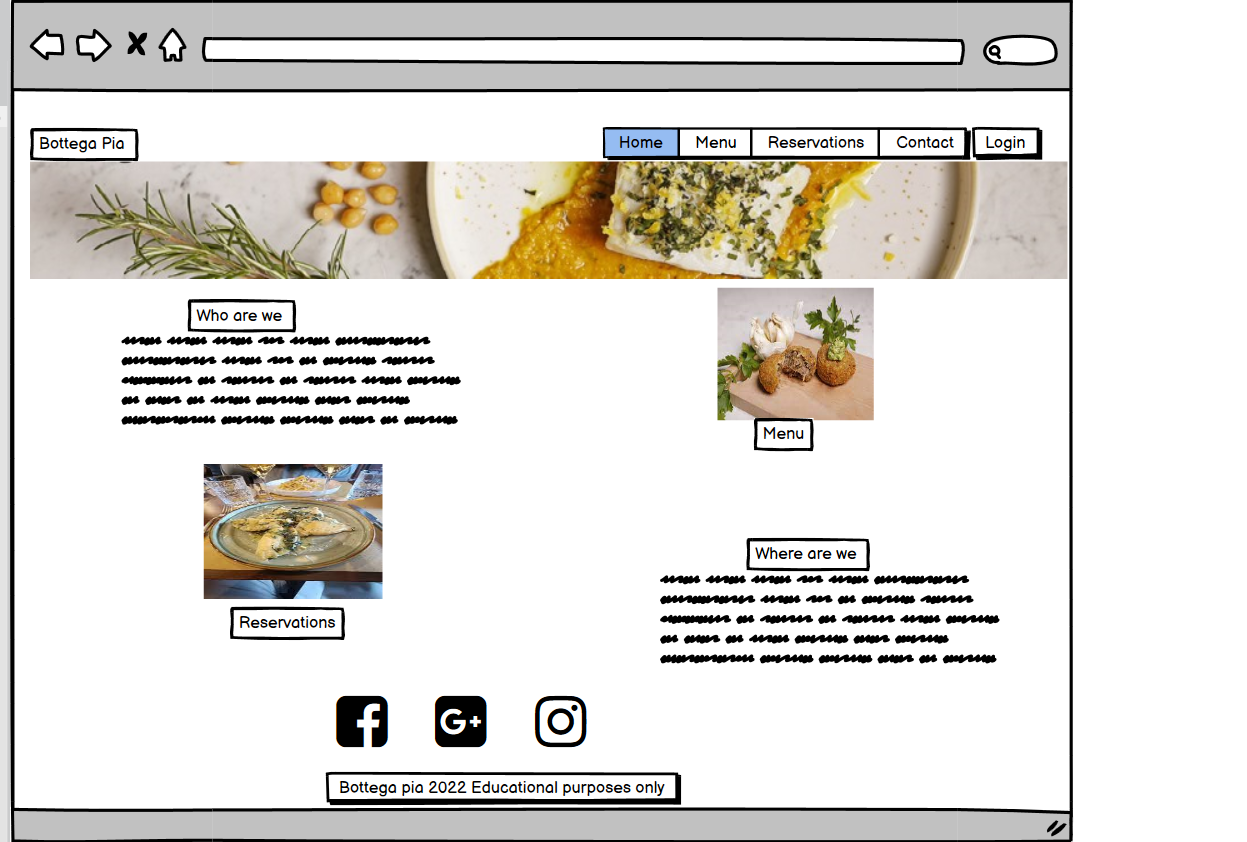 Bottega Pia
Home Menu Reservations Contact Login
Who are we
Menu
Reservations
Where are we
Bottega pia 2022 Educational purposes only